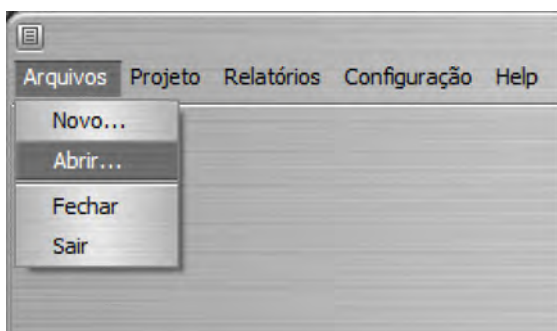 Arquivos Projeto Relatórios Configuração Help
Novo...
Abrir...
Fechar
Sair